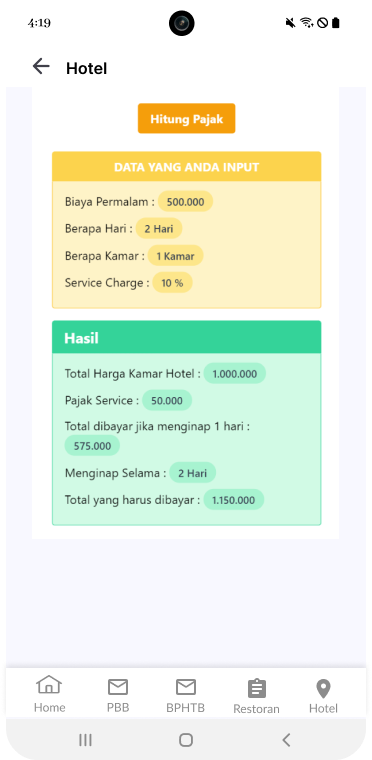 4:19
Hotel
Hitung Pajak
DATA YANG ANDA INPUT
Biaya Permalam : 500.000
Berapa Hari : 2 Hari
Berapa Kamar : 1 Kamar
Service Charge : 10 %
Hasil
Total Harga Kamar Hotel : 1.000.000
Pajak Service : 50.000
Total dibayar jika menginap 1 hari :
575.000
Menginap Selama : 2 Hari
Total yang harus dibayar : 1.150.000
Home PBB BPHTB Restoran Hotel